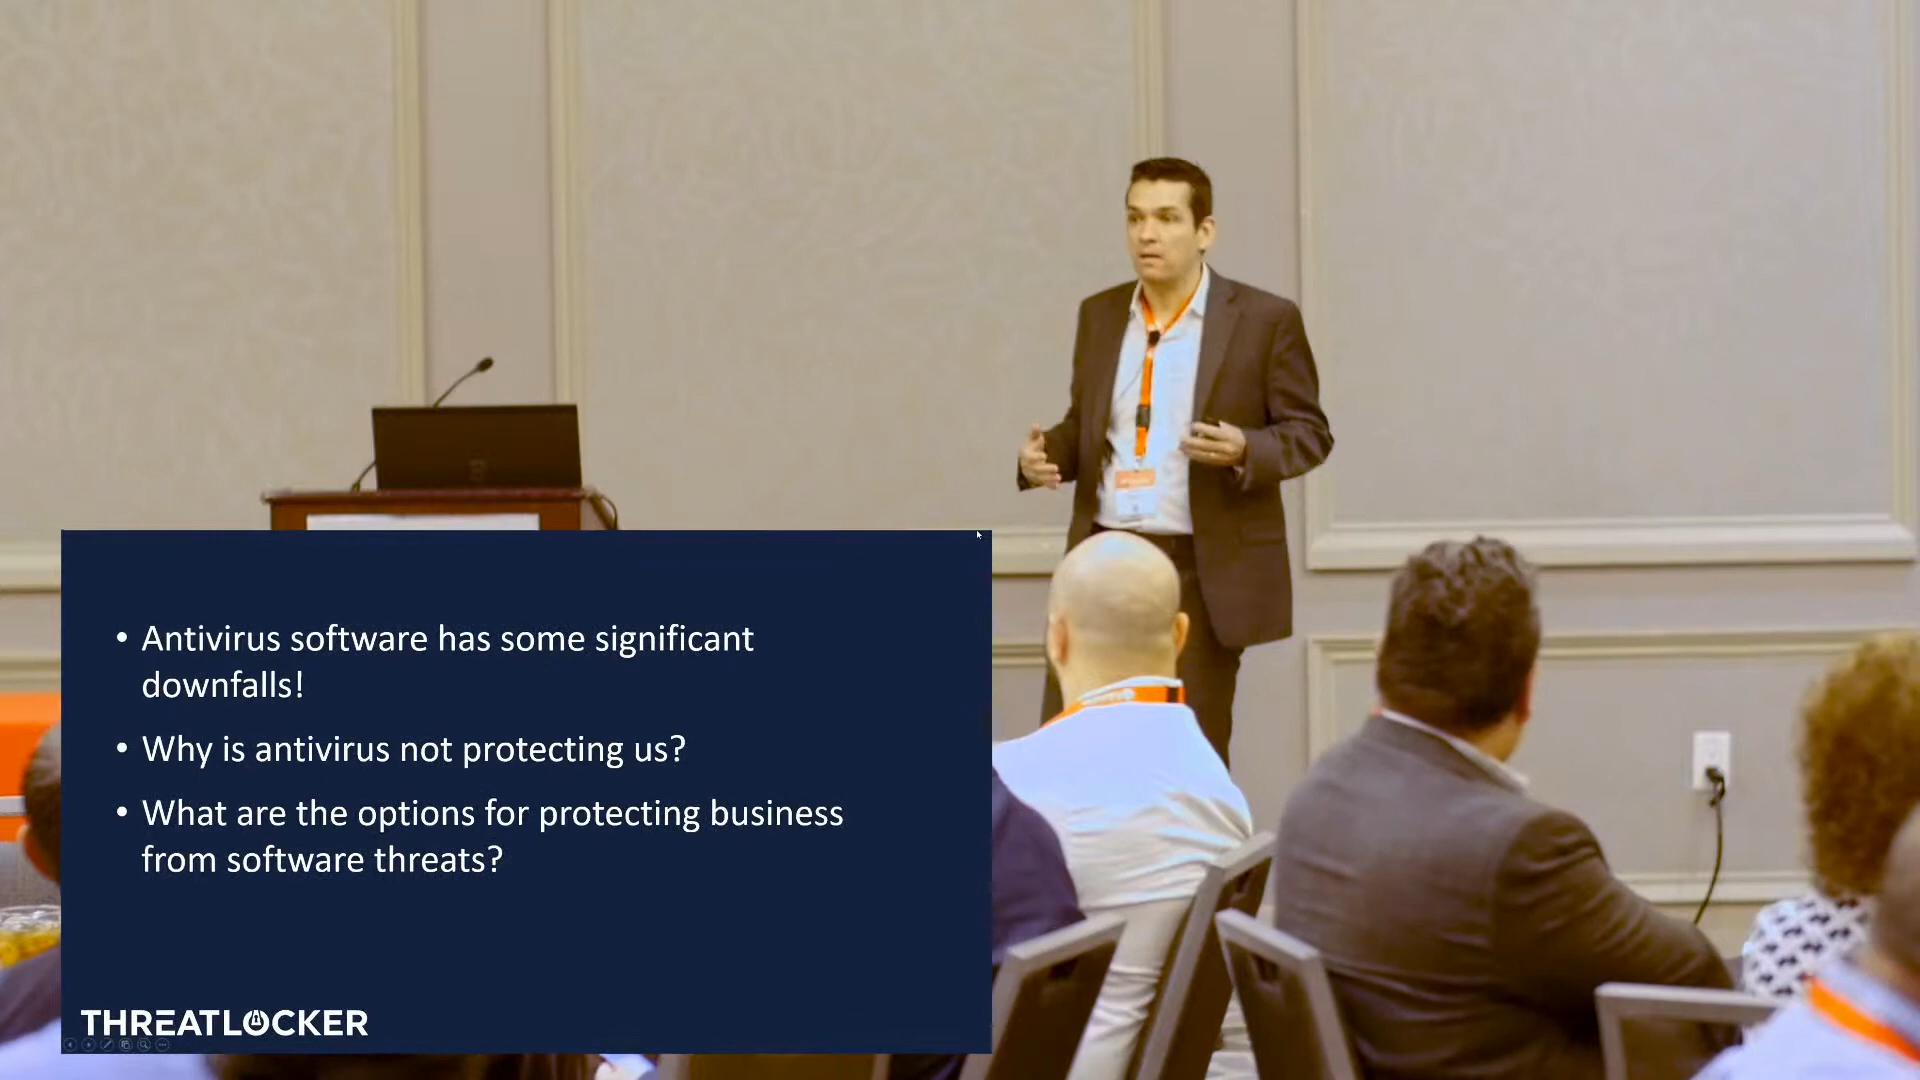 • Antivirus software has some significant
downfalls!
• Why is antivirus not protecting us?
• What are the options for protecting business
from software threats?
THREATLOCKER